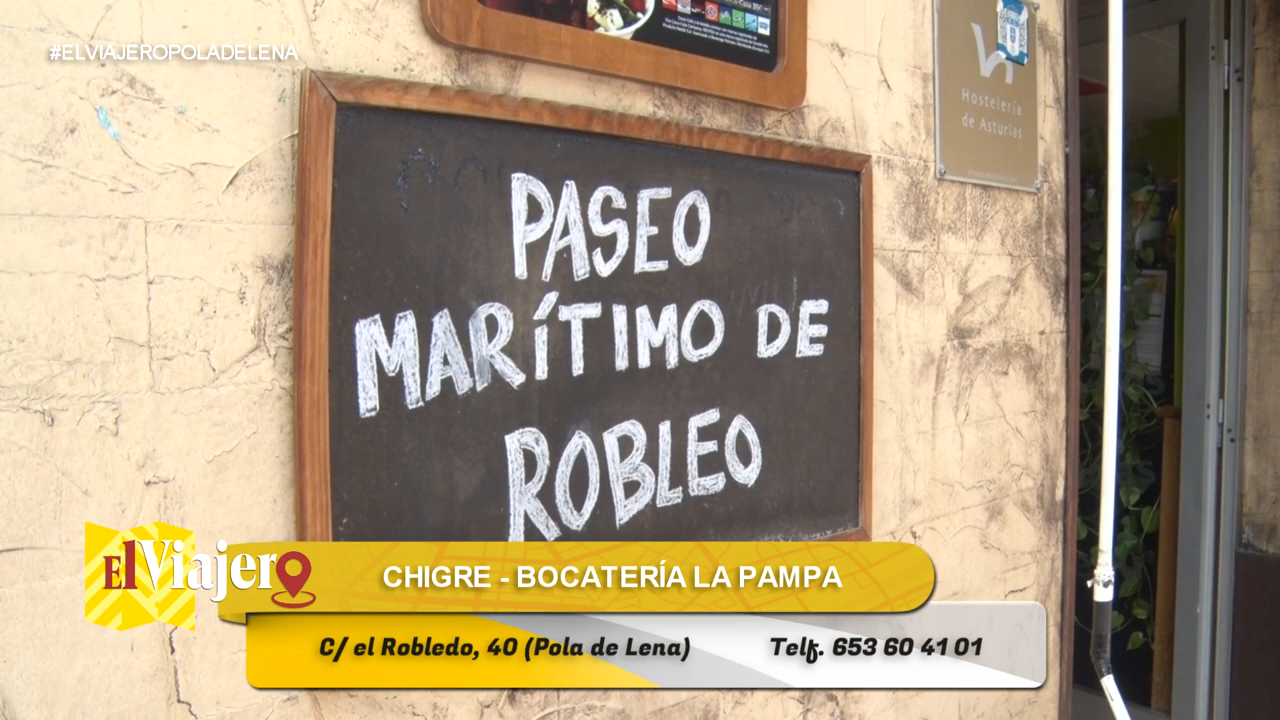 #ELVIAJEROPOLADELENA
Hostelería
de Asturias
PASEO
MARÍTIMO DE
ROBLEO
El Viajero
CHIGRE - BOCATERÍA LA PAMPA
C/ el Robledo, 40 (Pola de Lena) Telf. 653 60 41 01